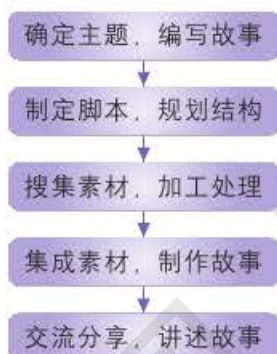 确定主题，编写故事
制定脚本，规划结构
搜集素材，加工处理
集成素材，制作故事
交流分享，讲述故事